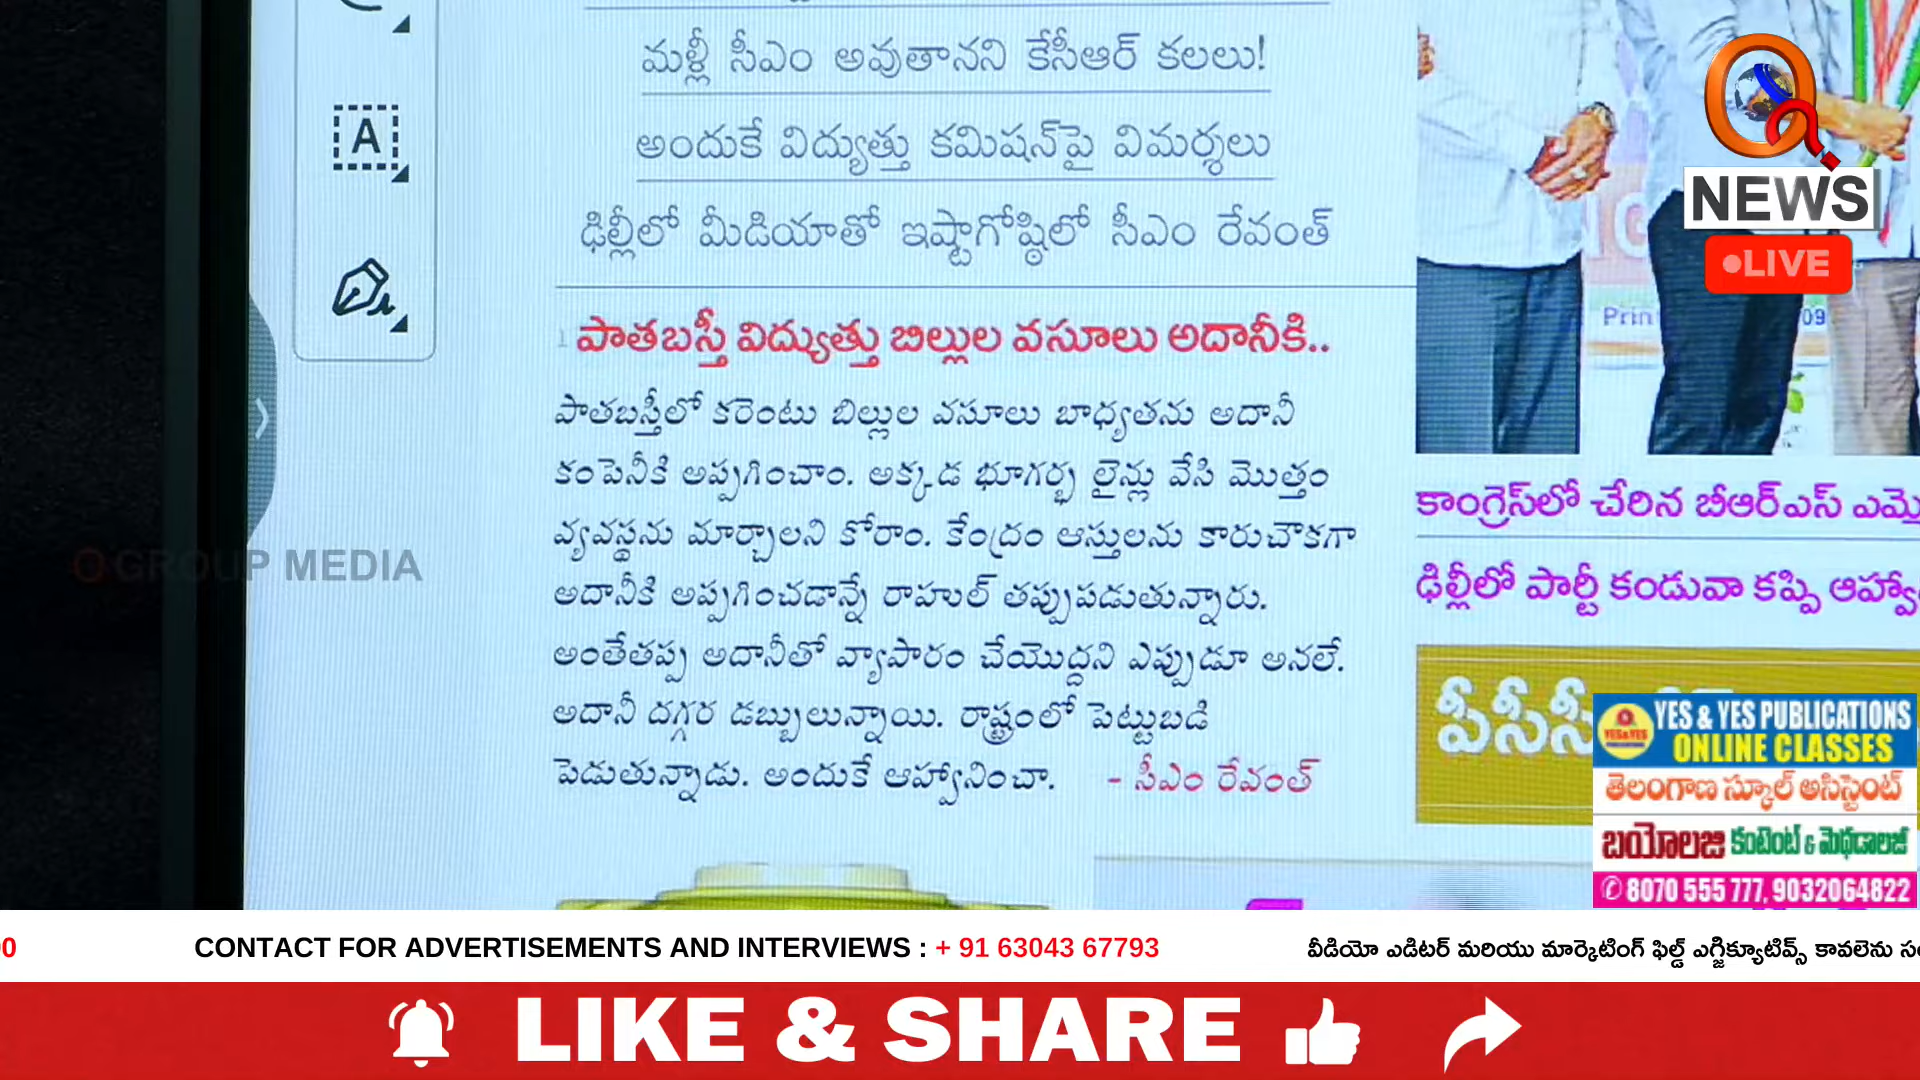 మళ్లీ సీఎం అవుతానని కేసీఆర్ కలలు!
అందుకే విద్యుత్తు కమిషన్‌పై విమర్శలు
ఢిల్లీలో మీడియాతో ఇష్టాగోష్ఠిలో సీఎం రేవంత్
పాతబస్తీ విద్యుత్తు బిల్లుల వసూలు అదానీకి..
పాతబస్తీలో కరెంటు బిల్లుల వసూలు బాధ్యతను అదానీ
కంపెనీకి అప్పగించాం. అక్కడ భూగర్భ లైన్లు వేసి మొత్తం
వ్యవస్థను మార్చాలని కోరాం. కేంద్రం ఆస్తులను కారుచౌకగా
అదానీకి అప్పగించడాన్నే రాహుల్ తప్పుపడుతున్నారు.
అంతేతప్ప అదానీతో వ్యాపారం చేయొద్దని ఎప్పుడూ అనలే.
అదానీ దగ్గర డబ్బులున్నాయి. రాష్ట్రంలో పెట్టుబడి
పెడుతున్నాడు. అందుకే ఆహ్వానించా. - సీఎం రేవంత్
A
NEWS
LIVE
కాంగ్రెస్‌లో చేరిన బీఆర్ఎస్
ఢిల్లీలో పార్టీ కండువా కప్పి
GROUP MEDIA
YES & YES PUBLICATIONS
ONLINE CLASSES
తెలంగాణ స్కూల్ అసిస్టెంట్
బయోలజి కంటెంట్ & మెథడాలజీ
8070 555 777, 9032064822
CONTACT FOR ADVERTISEMENTS AND INTERVIEWS : + 91 63043 67793
వీడియో ఎడిటర్ మరియు మార్కెటింగ్ ఫిల్డ్ ఎగ్జిక్యూటివ్స్ కావలెను
LIKE & SHARE